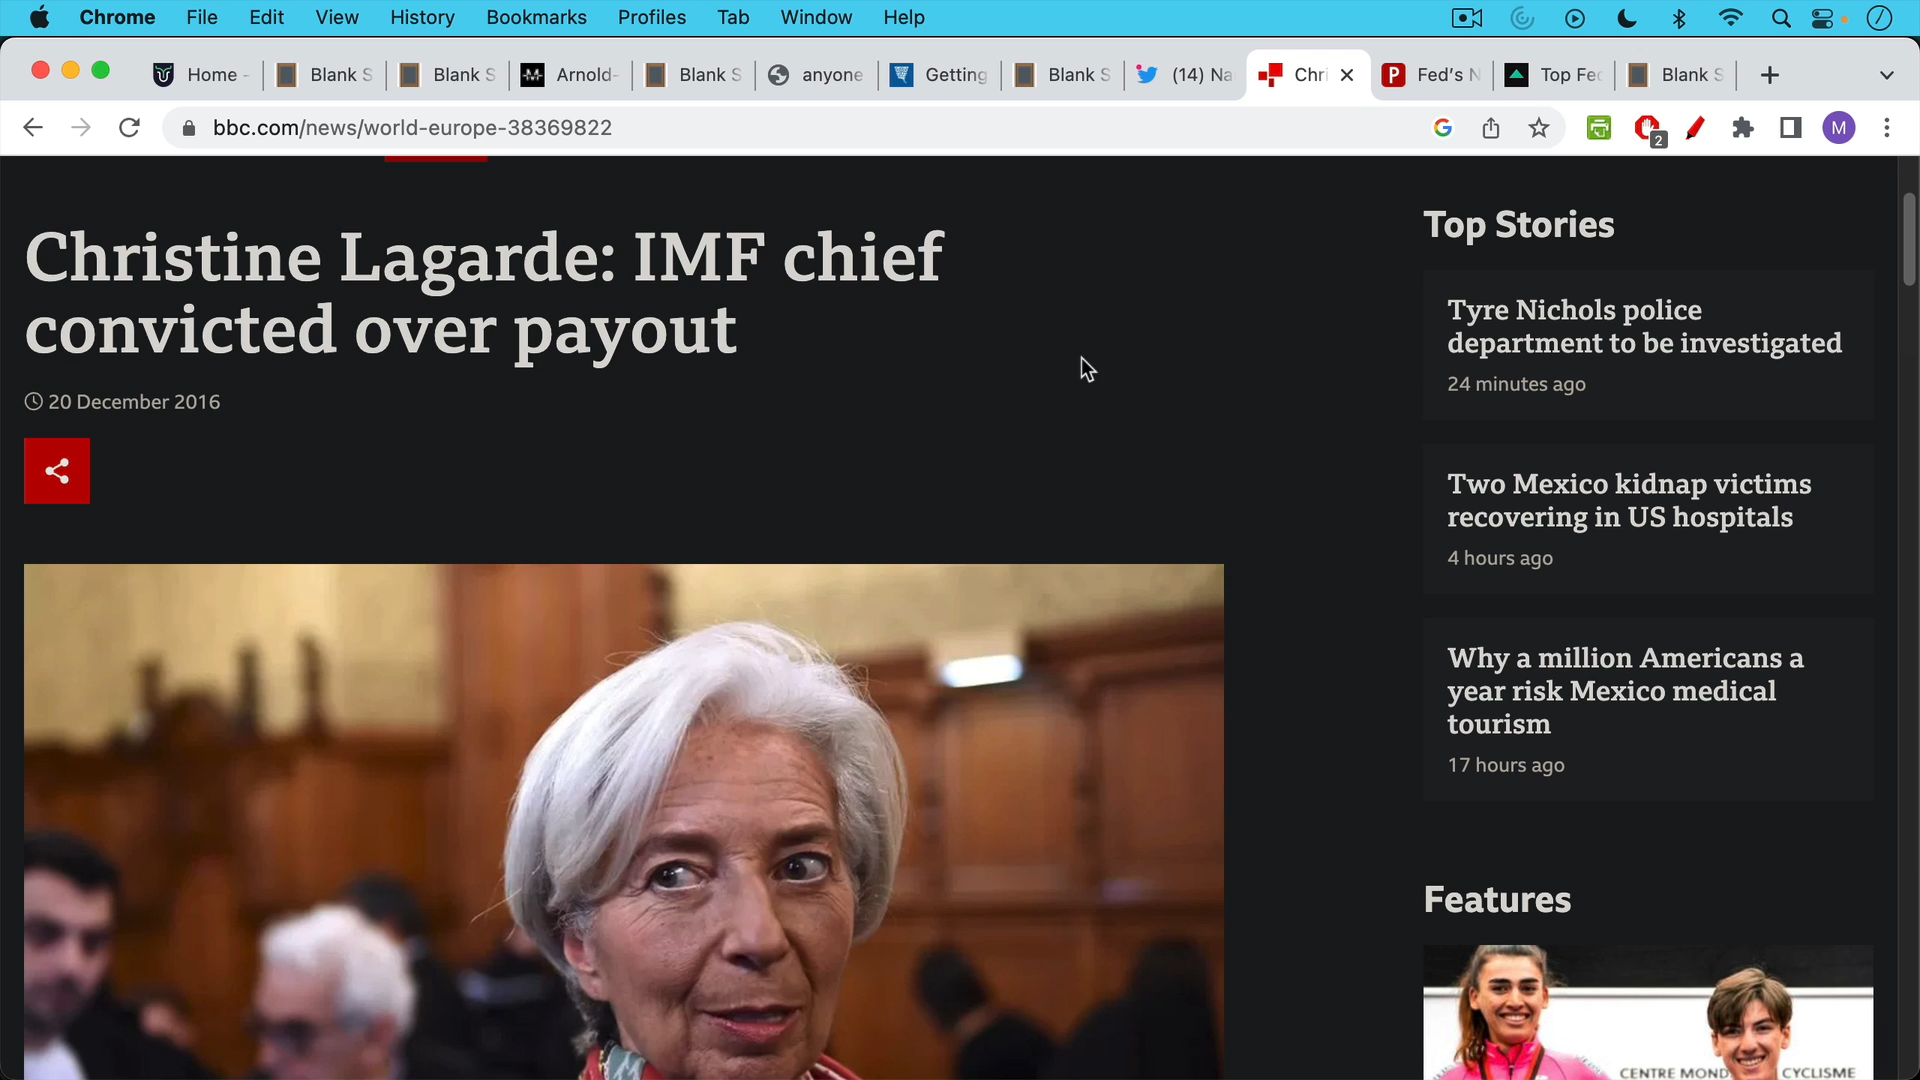 Chrome File Edit View History Bookmarks Profiles Tab Window Help
Home - Blank S Blank S Arnold- Blank S anyone Getting Blank S (14) Na Chri Fed's N Top Fed Blank S
bbc.com/news/world-europe-38369822
2
M
Christine Lagarde: IMF chief
convicted over payout
20 December 2016
Top Stories
Tyre Nichols police
department to be investigated
24 minutes ago
Two Mexico kidnap victims
recovering in US hospitals
4 hours ago
Why a million Americans a
year risk Mexico medical
tourism
17 hours ago
Features
CENTRE MOND CYCLISME